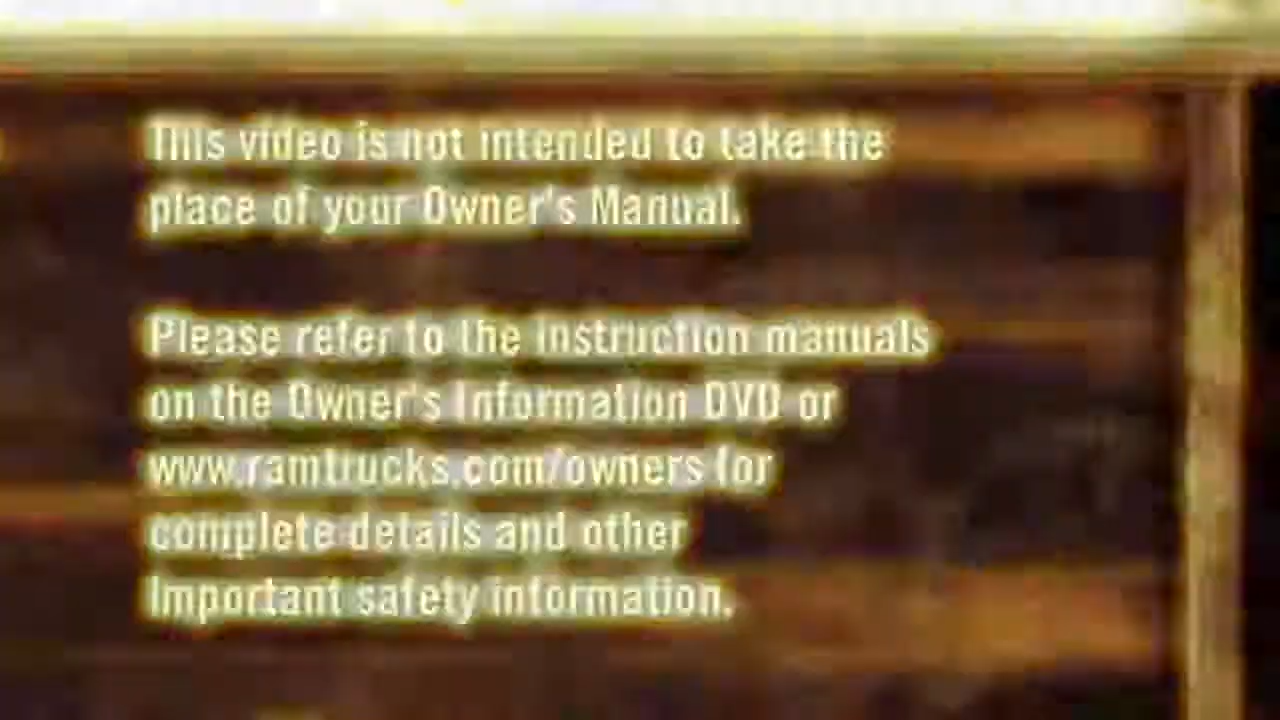 This video is not intended to take the
place of your Owner's Manual.
Please refer to the instruction manuals
on the Owner's Information DVD or
www.ramtrucks.com/owners for
complete details and other
important safety information.